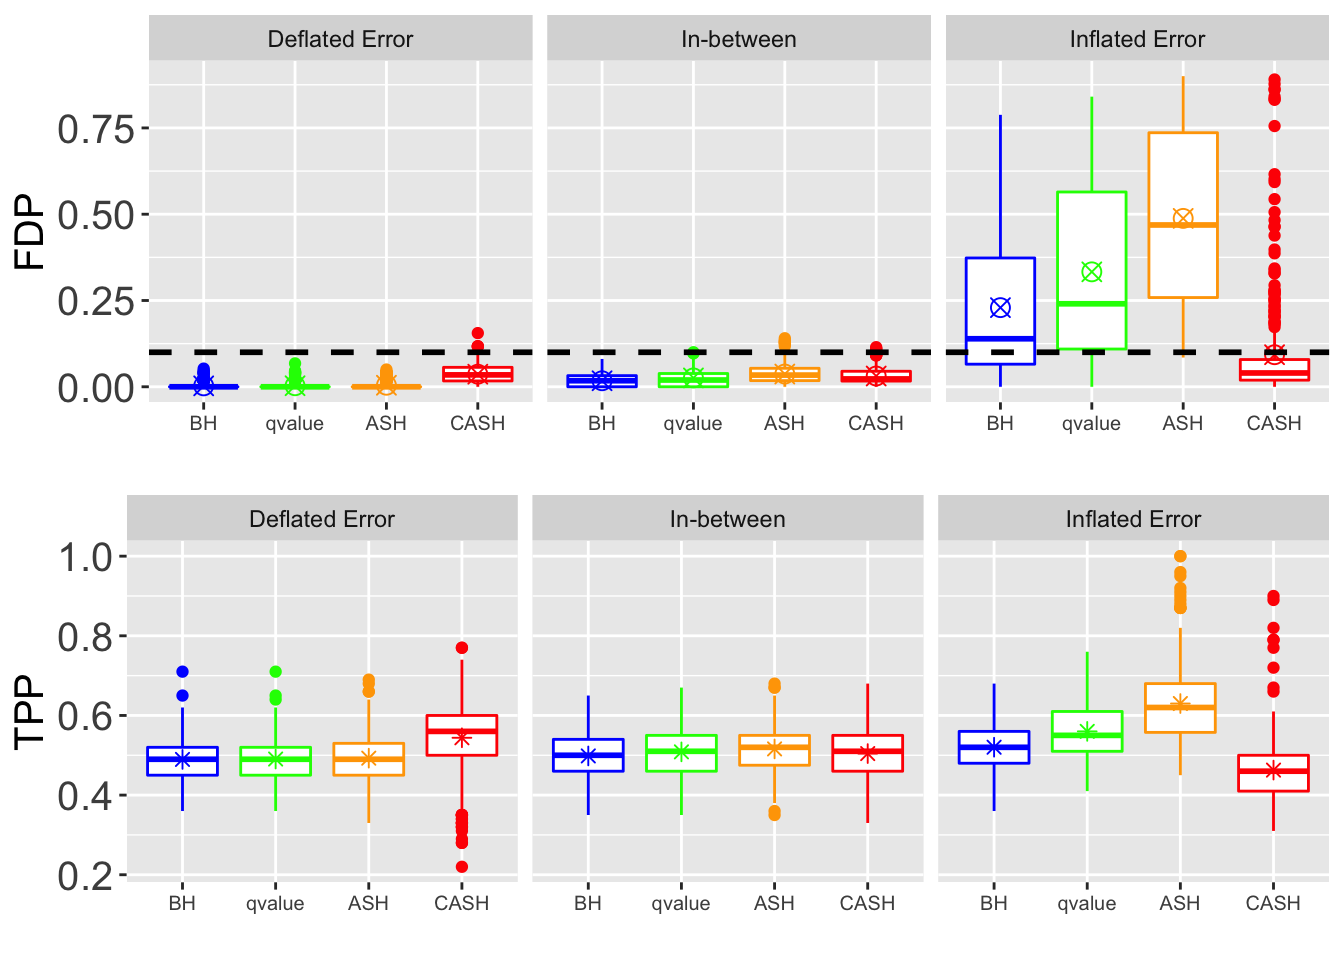 Deflated Error In-between Inflated Error
FDP
0.75
0.50
0.25
0.00
BH qvalue ASH CASH BH qvalue ASH CASH BH qvalue ASH CASH
Deflated Error In-between Inflated Error
TPP
1.0
0.8
0.6
0.4
0.2
BH qvalue ASH CASH BH qvalue ASH CASH BH qvalue ASH CASH